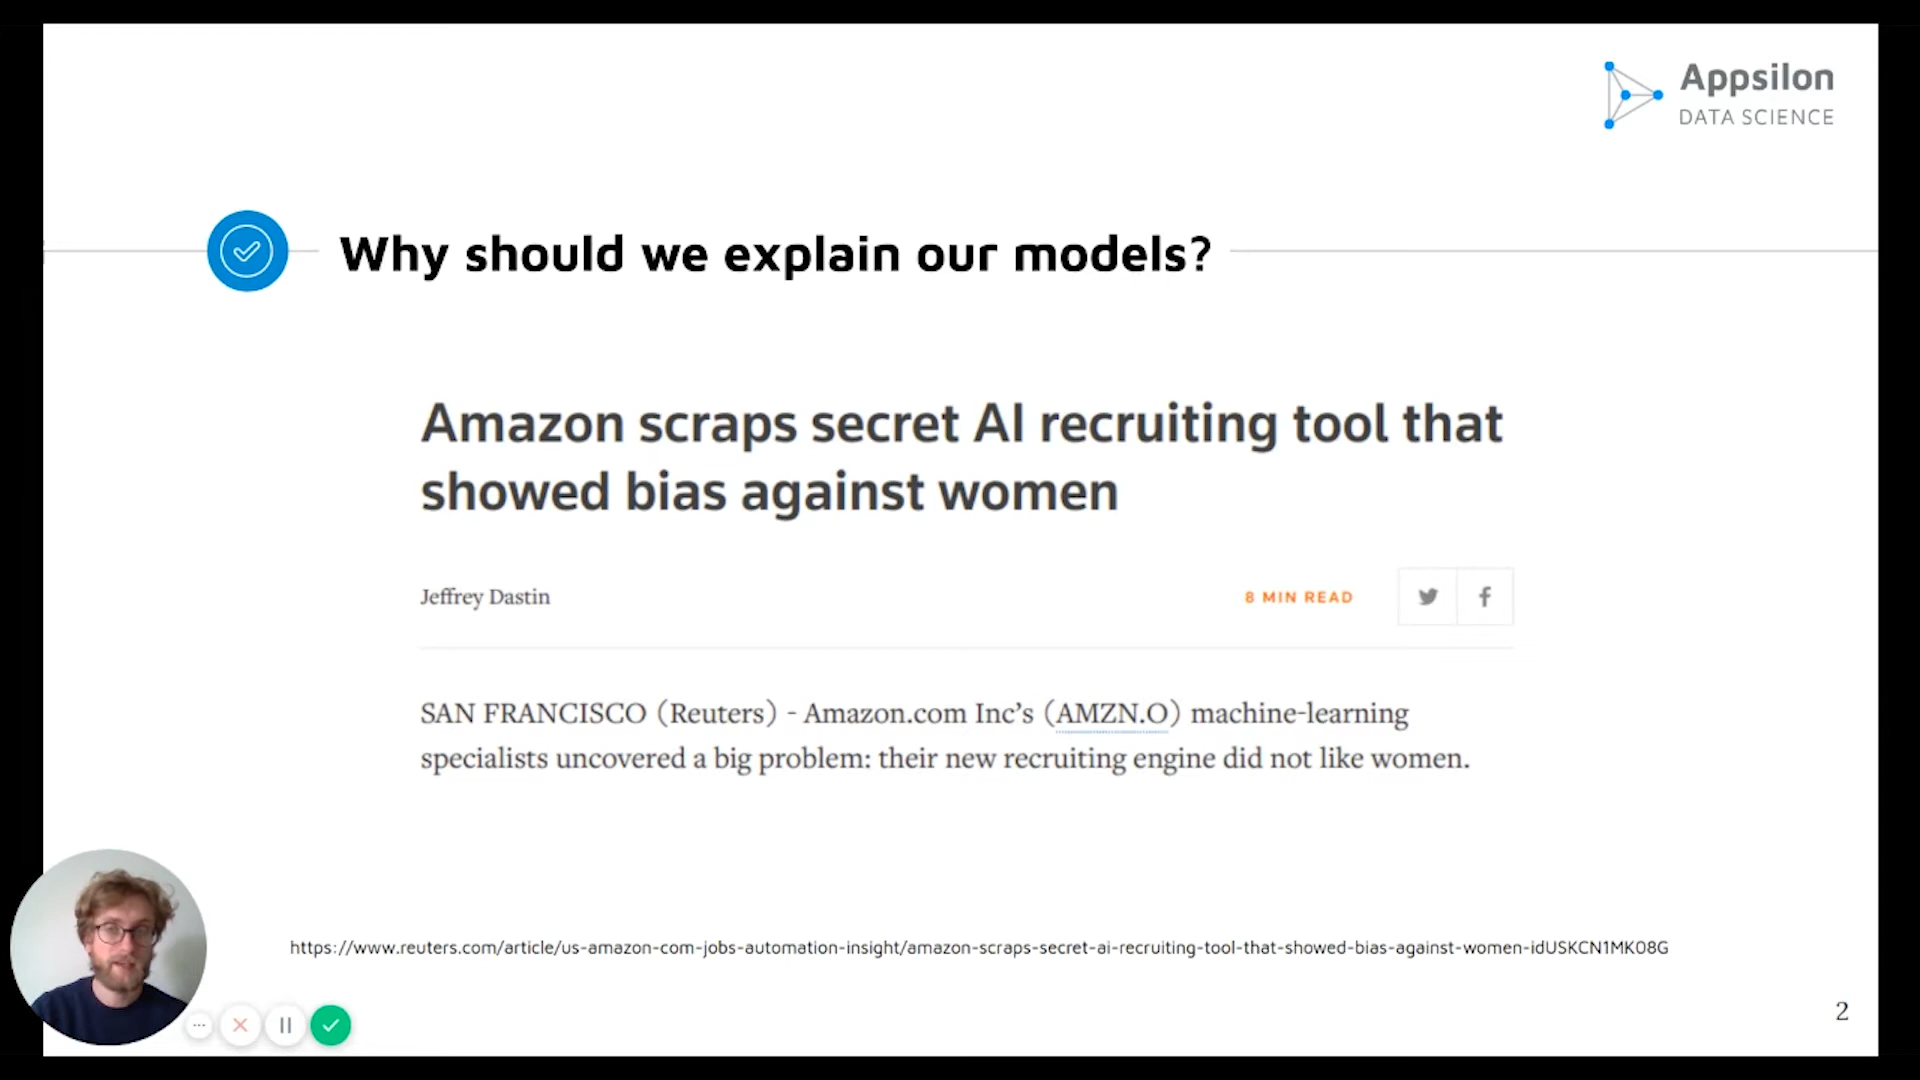 Appsilon
DATA SCIENCE
Why should we explain our models?
Amazon scraps secret AI recruiting tool that
showed bias against women
Jeffrey Dastin
8 MIN READ
SAN FRANCISCO (Reuters) - Amazon.com Inc’s (AMZN.O) machine-learning
specialists uncovered a big problem: their new recruiting engine did not like women.
https://www.reuters.com/article/us-amazon-com-jobs-automation-insight/amazon-scraps-secret-ai-recruiting-tool-that-showed-bias-against-women-idUSKCN1MK08G
2